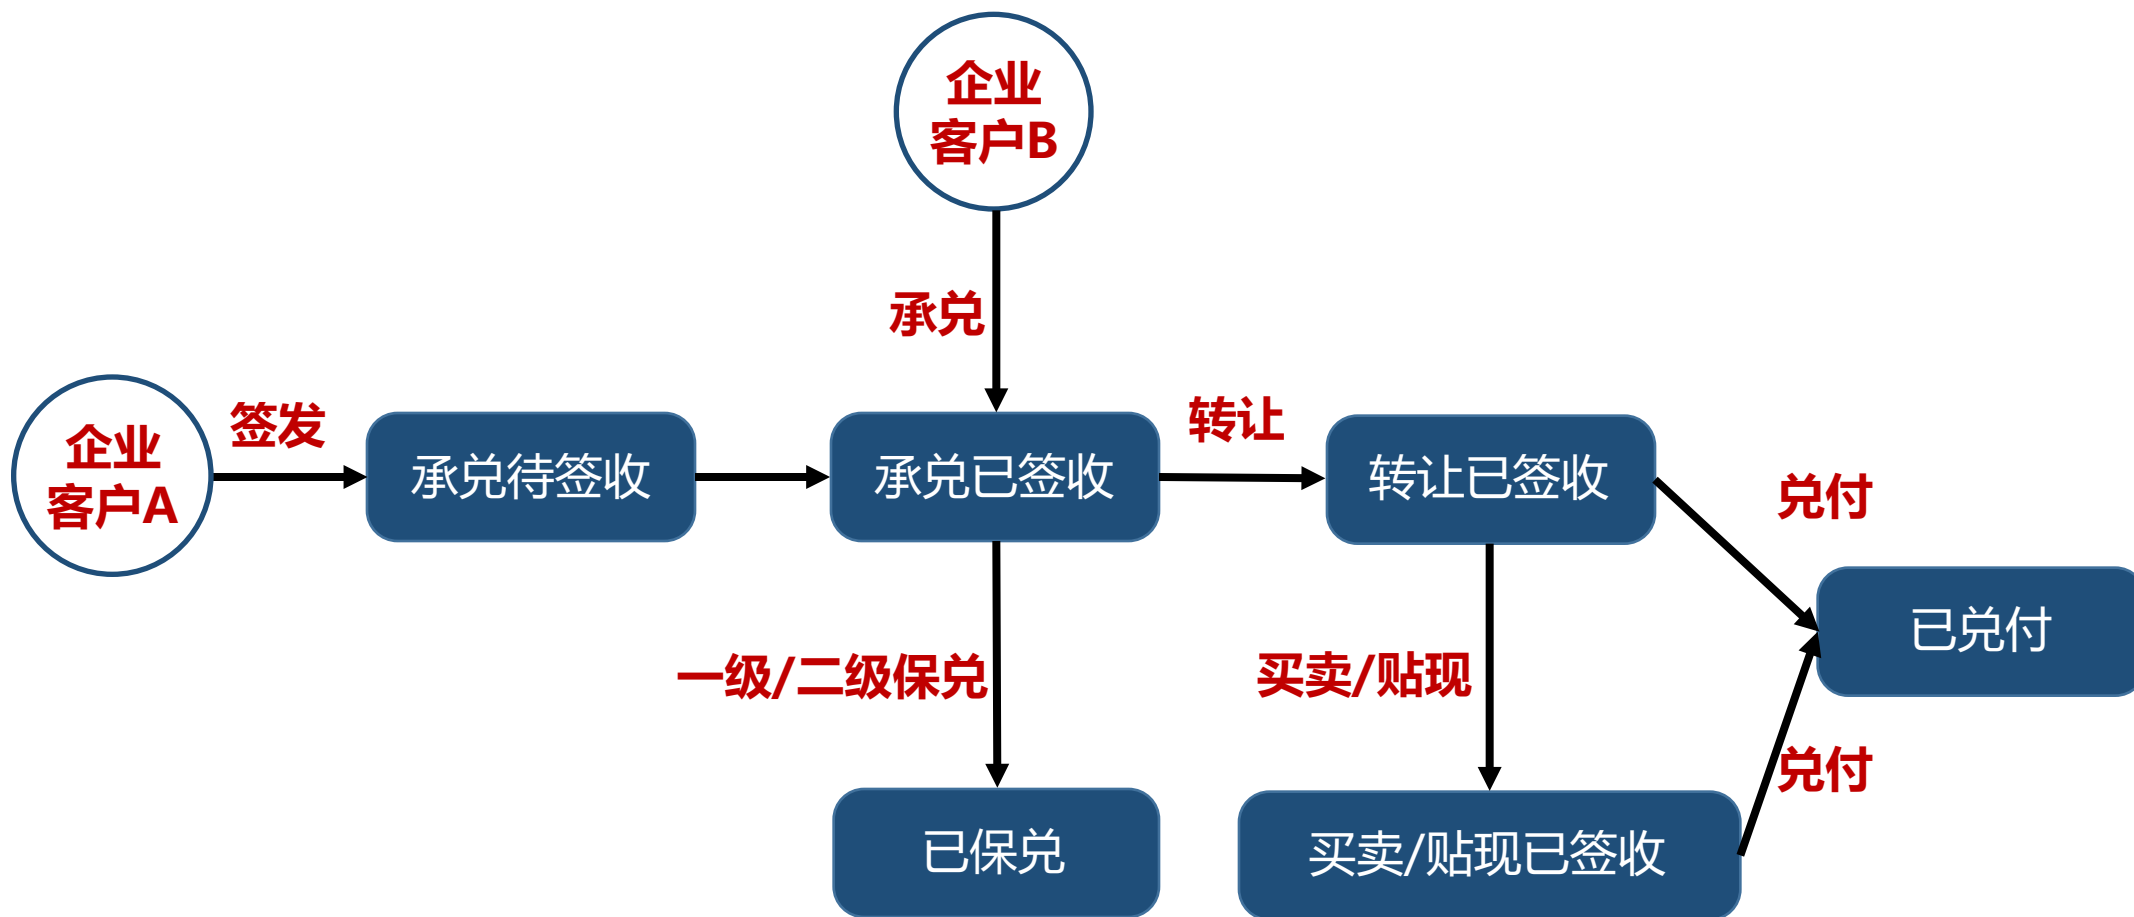 企业
客户B
承兑
企业
客户A
签发
承兑待签收
承兑已签收
转让
转让已签收
兑付
已兑付
一级/二级保兑
买卖/贴现
兑付
已保兑
买卖/贴现已签收